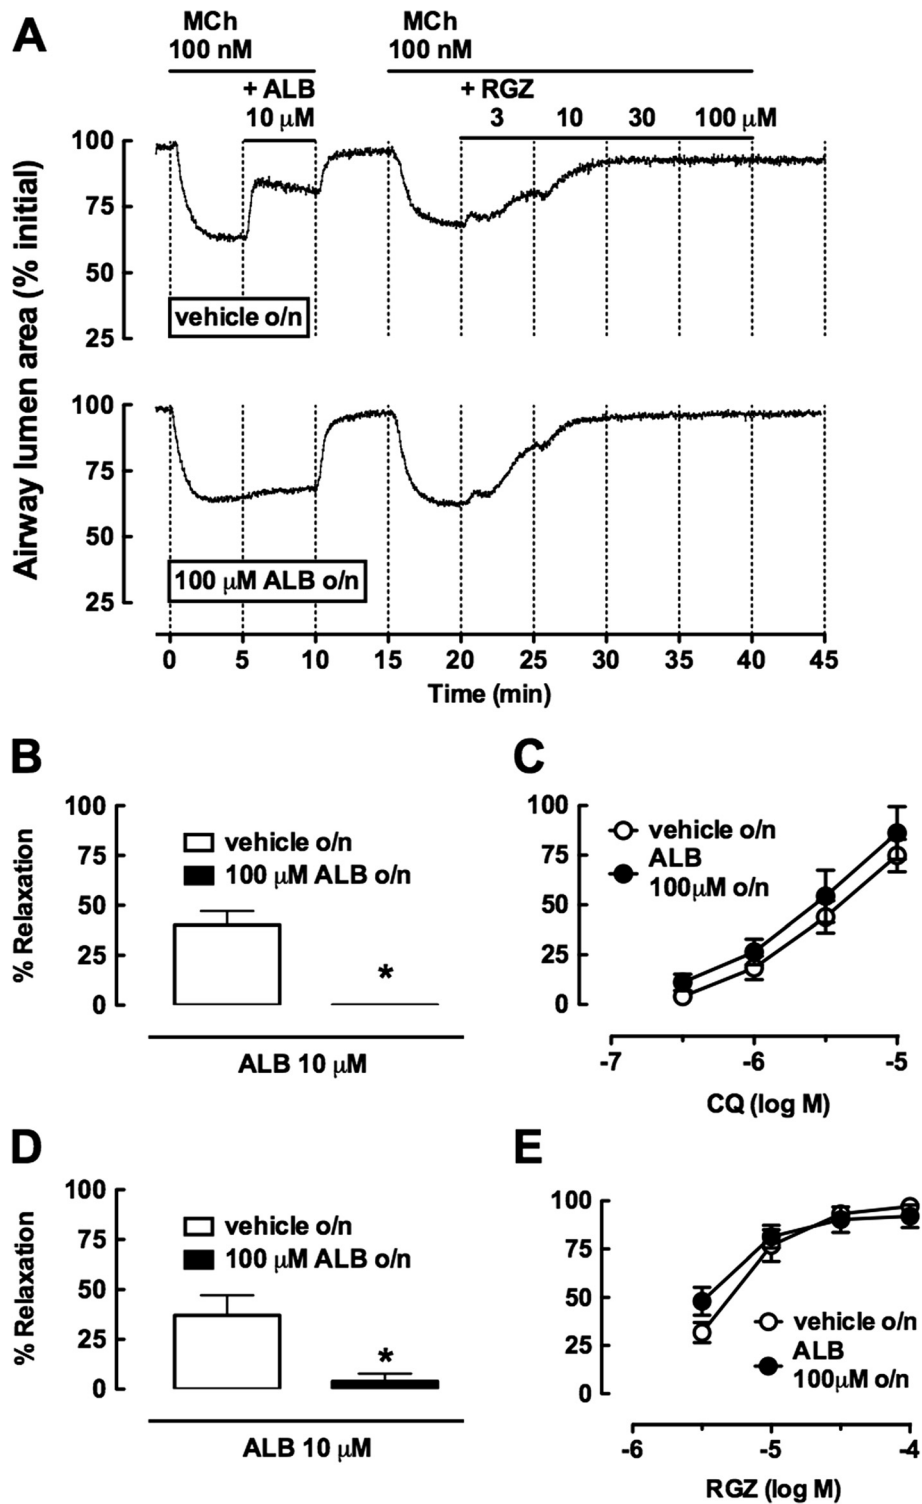 A
MCh
100 nM
MCh
100 nM
+ ALB
10 μM
+ RGZ
3 10 30 100 μM
Airway lumen area (% initial)
100
75
50
25
vehicle o/n
100
75
50
25
100 μM ALB o/n
0 5 10 15 20 25 30 35 40 45
Time (min)
B
% Relaxation
100
75
50
25
0
vehicle o/n
100 μM ALB o/n
*
ALB 10 μM
C
100
75
50
25
0
vehicle o/n
ALB
100μM o/n
-7 -6 -5
CQ (log M)
D
% Relaxation
100
75
50
25
0
vehicle o/n
100 μM ALB o/n
*
ALB 10 μM
E
100
75
50
25
0
vehicle o/n
ALB
100μM o/n
-6 -5 -4
RGZ (log M)